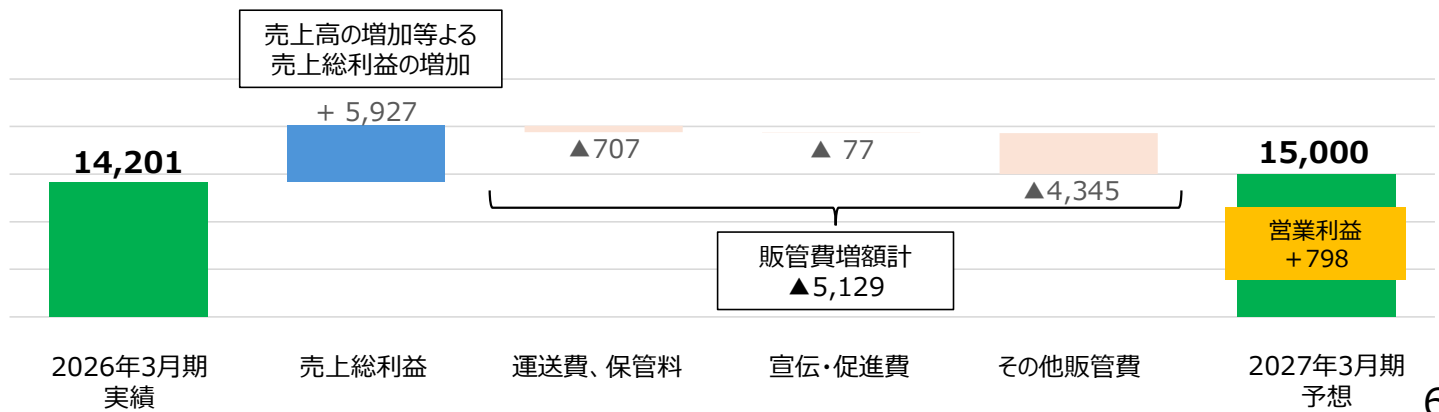 売上高の増加等よる
売上総利益の増加
+ 5,927
14,201
▲707
▲ 77
▲4,345
15,000
営業利益
+798
販管費増額計
▲5,129
2026年3月期
実績
売上総利益
運送費、保管料
宣伝・促進費
その他販管費
2027年3月期
予想
6